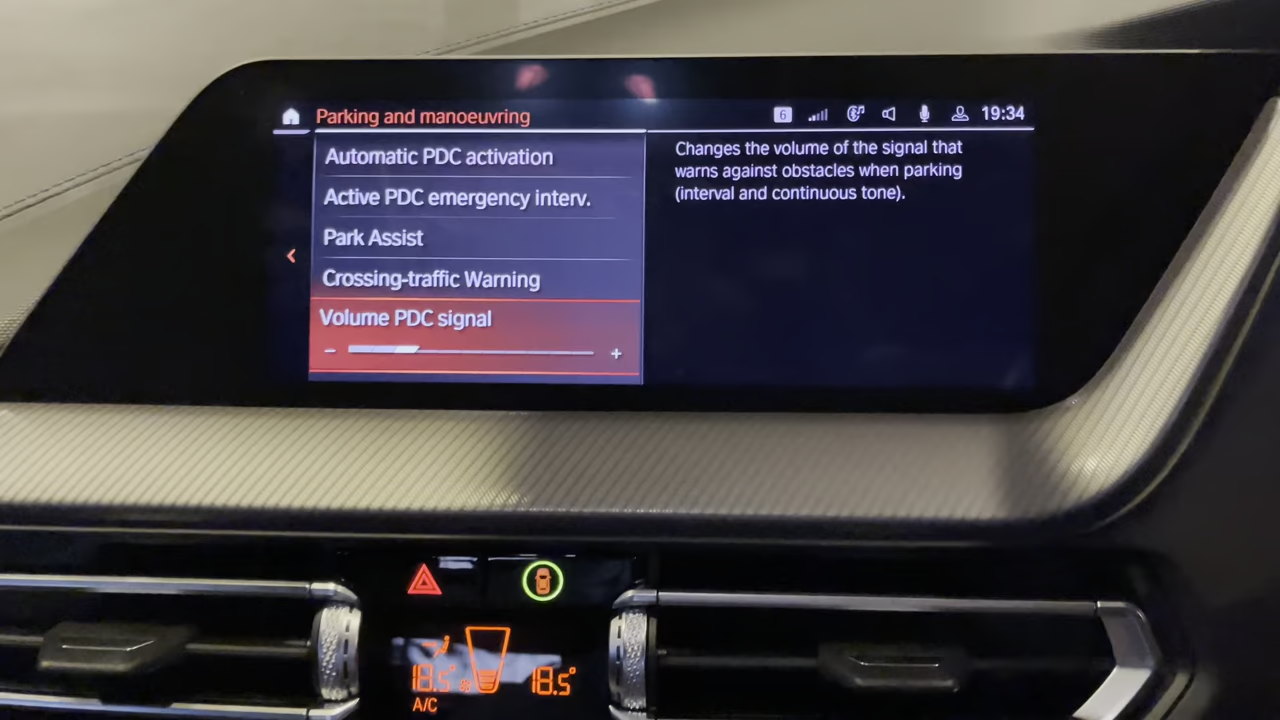 Parking and manoeuvring
6
19:34
Automatic PDC activation
Active PDC emergency interv.
Park Assist
Crossing-traffic Warning
Volume PDC signal
- +
Changes the volume of the signal that
warns against obstacles when parking
(interval and continuous tone).
18.5° 18.5°
A/C